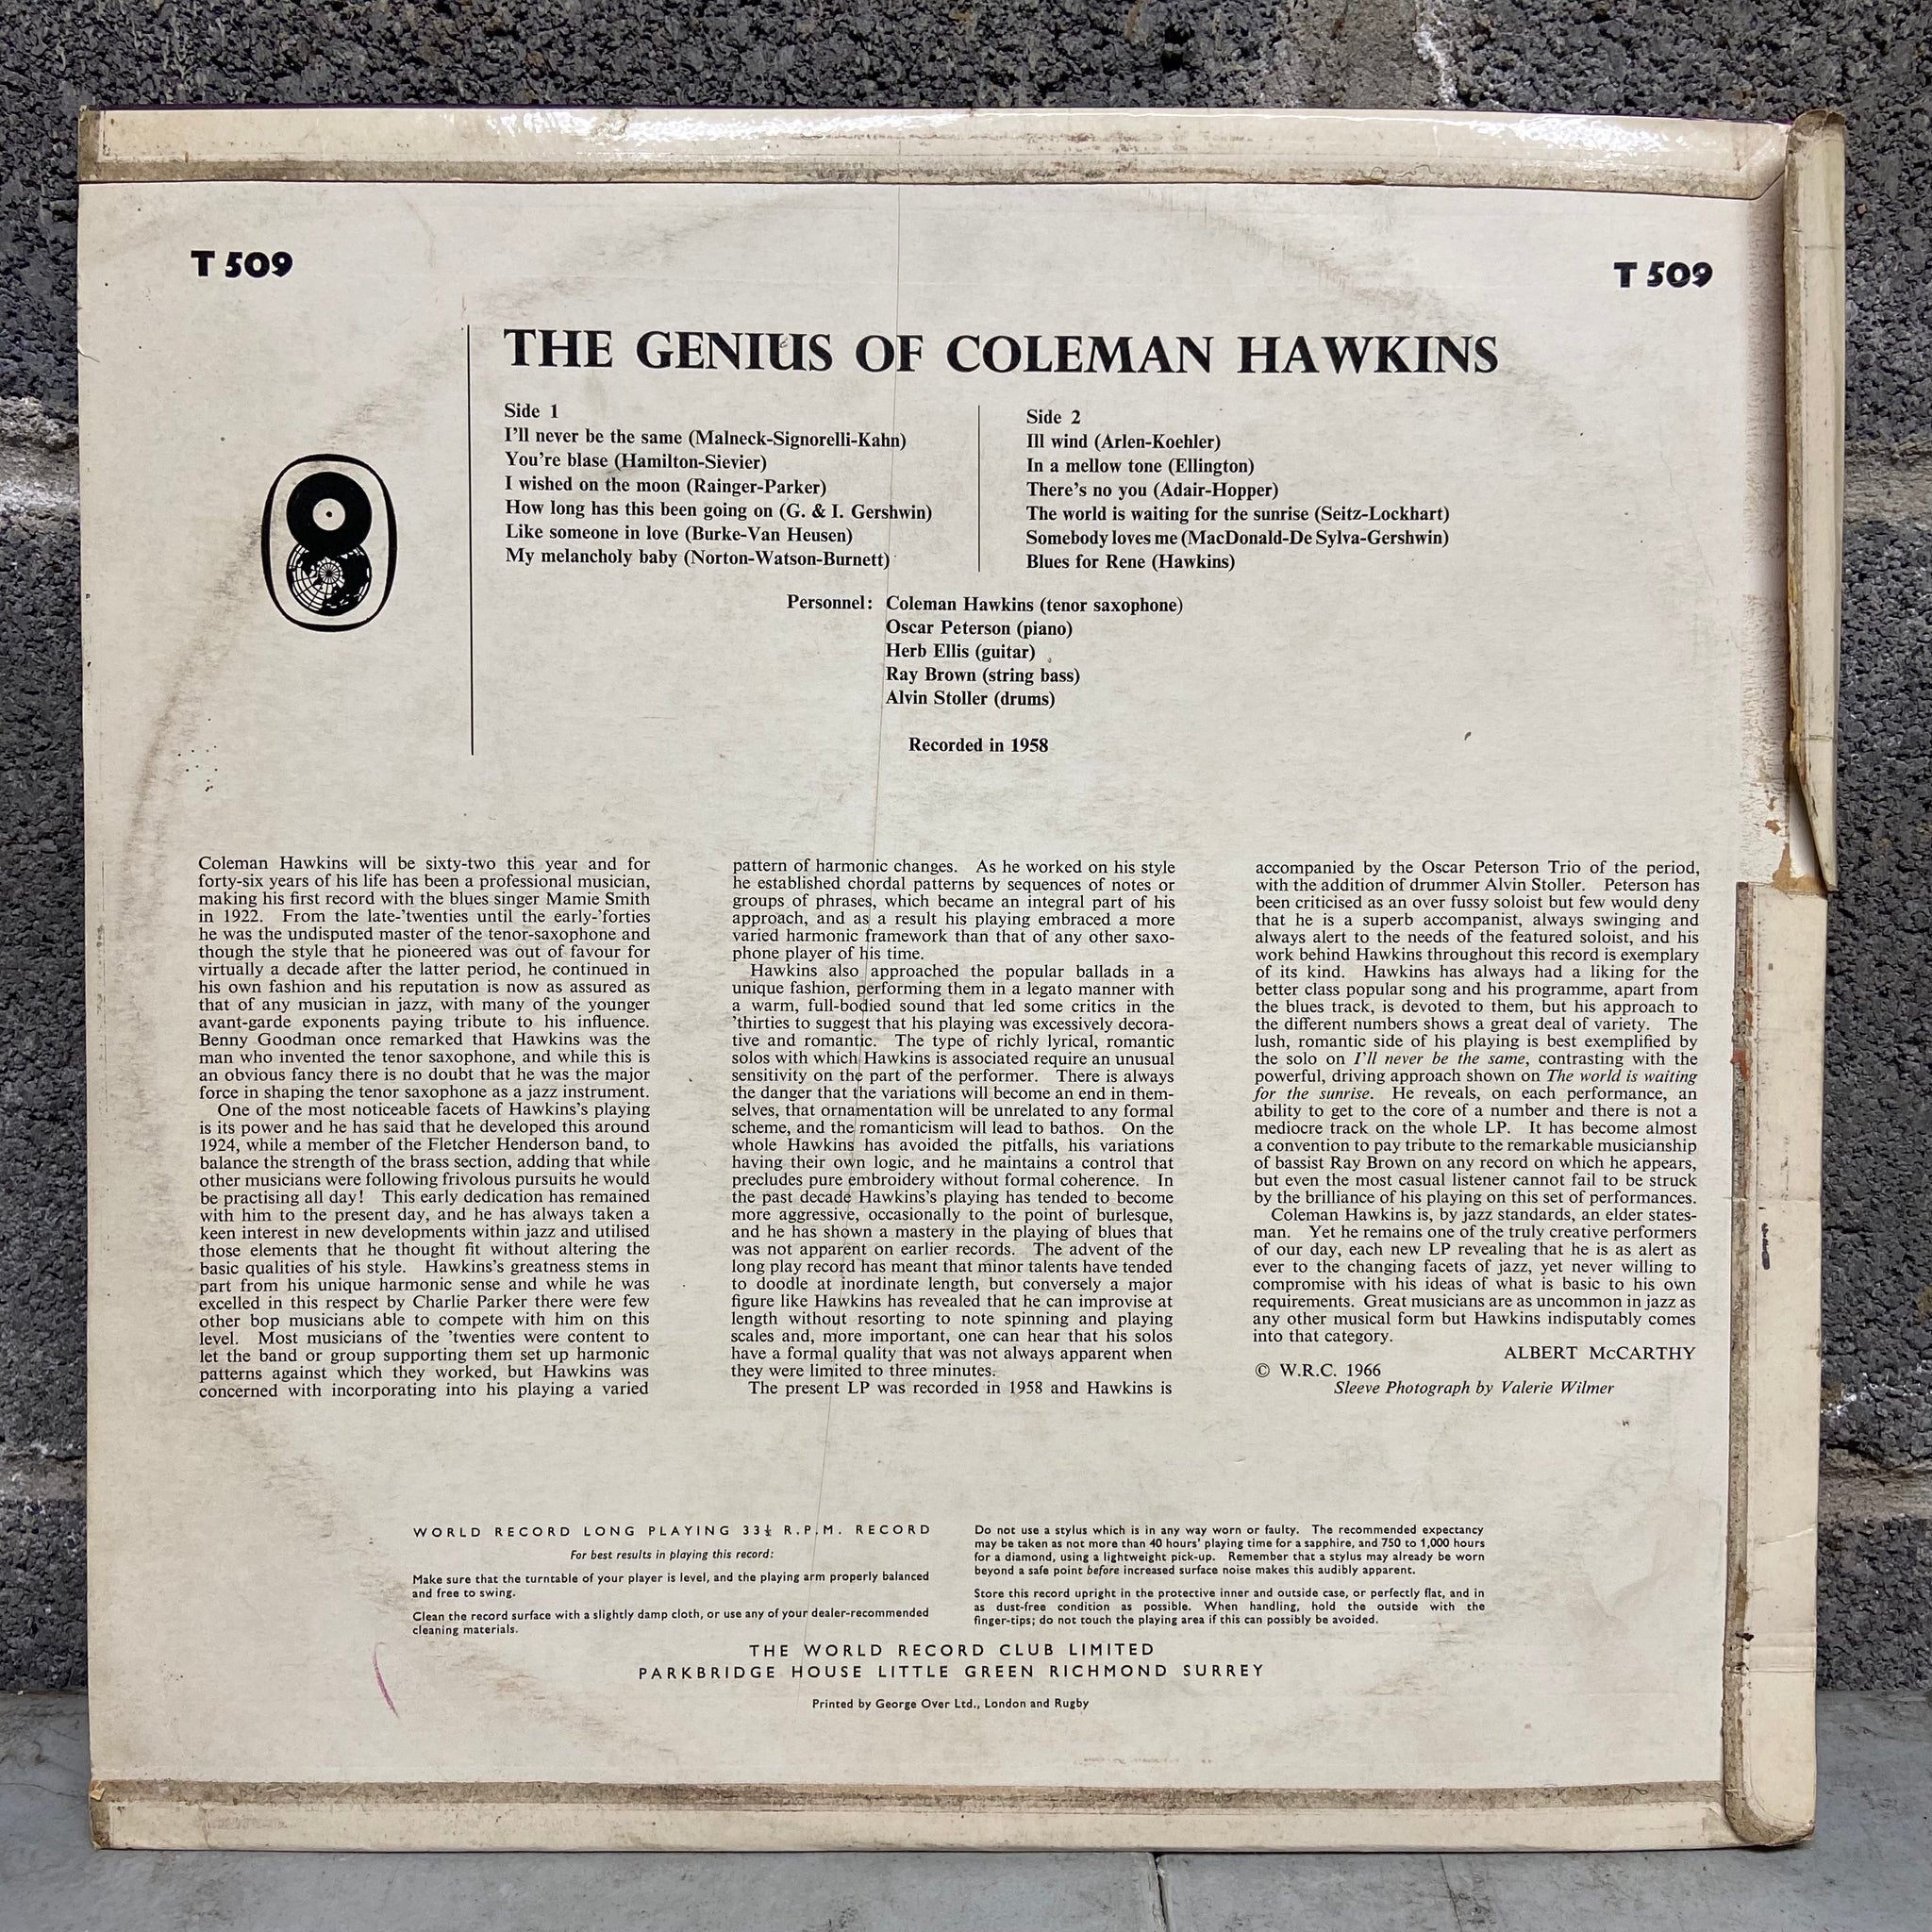 T 509
T 509
THE GENIUS OF COLEMAN HAWKINS
Side 1
I'll never be the same (Malneck-Signorelli-Kahn)
You're blase (Hamilton-Sievier)
I wished on the moon (Rainger-Parker)
How long has this been going on (G. & I. Gershwin)
Like someone in love (Burke-Van Heusen)
My melancholy baby (Norton-Watson-Burnett)
Side 2
Ill wind (Arlen-Koehler)
In a mellow tone (Ellington)
There's no you (Adair-Hopper)
The world is waiting for the sunrise (Seitz-Lockhart)
Somebody loves me (MacDonald-De Sylva-Gershwin)
Blues for Rene (Hawkins)
Personnel: Coleman Hawkins (tenor saxophone)
Oscar Peterson (piano)
Herb Ellis (guitar)
Ray Brown (string bass)
Alvin Stoller (drums)
Recorded in 1958
Coleman Hawkins will be sixty-two this year and for
forty-six years of his life has been a professional musician,
making his first record with the blues singer Mamie Smith
in 1922. From the late-'twenties until the early-'forties
he was the undisputed master of the tenor-saxophone and
though the style that he pioneered was out of favour for
virtually a decade after the latter period, he continued in
his own fashion and his reputation is now as assured as
that of any musician in jazz, with many of the younger
avant-garde exponents paying tribute to his influence.
Benny Goodman once remarked that Hawkins was the
man who invented the tenor saxophone, and while this is
an obvious fancy there is no doubt that he was the major
force in shaping the tenor saxophone as a jazz instrument.
One of the most noticeable facets of Hawkins's playing
is its power and he has said that he developed this around
1924, while a member of the Fletcher Henderson band, to
balance the strength of the brass section, adding that while
other musicians were following frivolous pursuits he would
be practising all day! This early dedication has remained
with him to the present day, and he has always taken a
keen interest in new developments within jazz and utilised
those elements that he thought fit without altering the
basic qualities of his style. Hawkins's greatness stems in
part from his unique harmonic sense and while he was
excelled in this respect by Charlie Parker there were few
other bop musicians able to compete with him on this
level. Most musicians of the 'twenties were content to
let the band or group supporting them set up harmonic
patterns against which they worked, but Hawkins was
concerned with incorporating into his playing a varied
pattern of harmonic changes. As he worked on his style
he established chordal patterns by sequences of notes or
groups of phrases, which became an integral part of his
approach, and as a result his playing embraced a more
varied harmonic framework than that of any other saxo-
phone player of his time.
Hawkins also approached the popular ballads in a
unique fashion, performing them in a legato manner with
a warm, full-bodied sound that led some critics in the
'thirties to suggest that his playing was excessively decora-
tive and romantic. The type of richly lyrical, romantic
solos with which Hawkins is associated require an unusual
sensitivity on the part of the performer. There is always
the danger that the variations will become an end in them-
selves, that ornamentation will be unrelated to any formal
scheme, and the romanticism will lead to bathos. On the
whole Hawkins has avoided the pitfalls, his variations
having their own logic, and he maintains a control that
precludes pure embroidery without formal coherence. In
the past decade Hawkins's playing has tended to become
more aggressive, occasionally to the point of burlesque,
and he has shown a mastery in the playing of blues that
was not apparent on earlier records. The advent of the
long play record has meant that minor talents have tended
to doodle at inordinate length, but conversely a major
figure like Hawkins has revealed that he can improvise at
length without resorting to note spinning and playing
scales and, more important, one can hear that his solos
have a formal quality that was not always apparent when
they were limited to three minutes.
The present LP was recorded in 1958 and Hawkins is
accompanied by the Oscar Peterson Trio of the period,
with the addition of drummer Alvin Stoller. Peterson has
been criticised as an over fussy soloist but few would deny
that he is a superb accompanist, always swinging and
always alert to the needs of the featured soloist, and his
work behind Hawkins throughout this record is exemplary
of its kind. Hawkins has always had a liking for the
better class popular song and his programme, apart from
the blues track, is devoted to them, but his approach to
the different numbers shows a great deal of variety. The
lush, romantic side of his playing is best exemplified by
the solo on I'll never be the same, contrasting with the
powerful, driving approach shown on The world is waiting
for the sunrise. He reveals, on each performance, an
ability to get to the core of a number and there is not a
mediocre track on the whole LP. It has become almost
a convention to pay tribute to the remarkable musicianship
of bassist Ray Brown on any record on which he appears,
but even the most casual listener cannot fail to be struck
by the brilliance of his playing on this set of performances.
Coleman Hawkins is, by jazz standards, an elder states-
man. Yet he remains one of the truly creative performers
of our day, each new LP revealing that he is as alert as
ever to the changing facets of jazz, yet never willing to
compromise with his ideas of what is basic to his own
requirements. Great musicians are as uncommon in jazz as
any other musical form but Hawkins indisputably comes
into that category.
ALBERT McCARTHY
© W.R.C. 1966
Sleeve Photograph by Valerie Wilmer
WORLD RECORD LONG PLAYING 33⅓ R.P.M. RECORD
For best results in playing this record:
Make sure that the turntable of your player is level, and the playing arm properly balanced
and free to swing.
Clean the record surface with a slightly damp cloth, or use any of your dealer-recommended
cleaning materials.
Do not use a stylus which is in any way worn or faulty. The recommended expectancy
may be taken as not more than 40 hours' playing time for a sapphire, and 750 to 1,000 hours
for a diamond, using a lightweight pick-up. Remember that a stylus may already be worn
beyond a safe point before increased surface noise makes this audibly apparent.
Store this record upright in the protective inner and outside case, or perfectly flat, and in
as dust-free condition as possible. When handling, hold the outside with the
finger-tips; do not touch the playing area if this can possibly be avoided.
THE WORLD RECORD CLUB LIMITED
PARKBRIDGE HOUSE LITTLE GREEN RICHMOND SURREY
Printed by George Over Ltd., London and Rugby